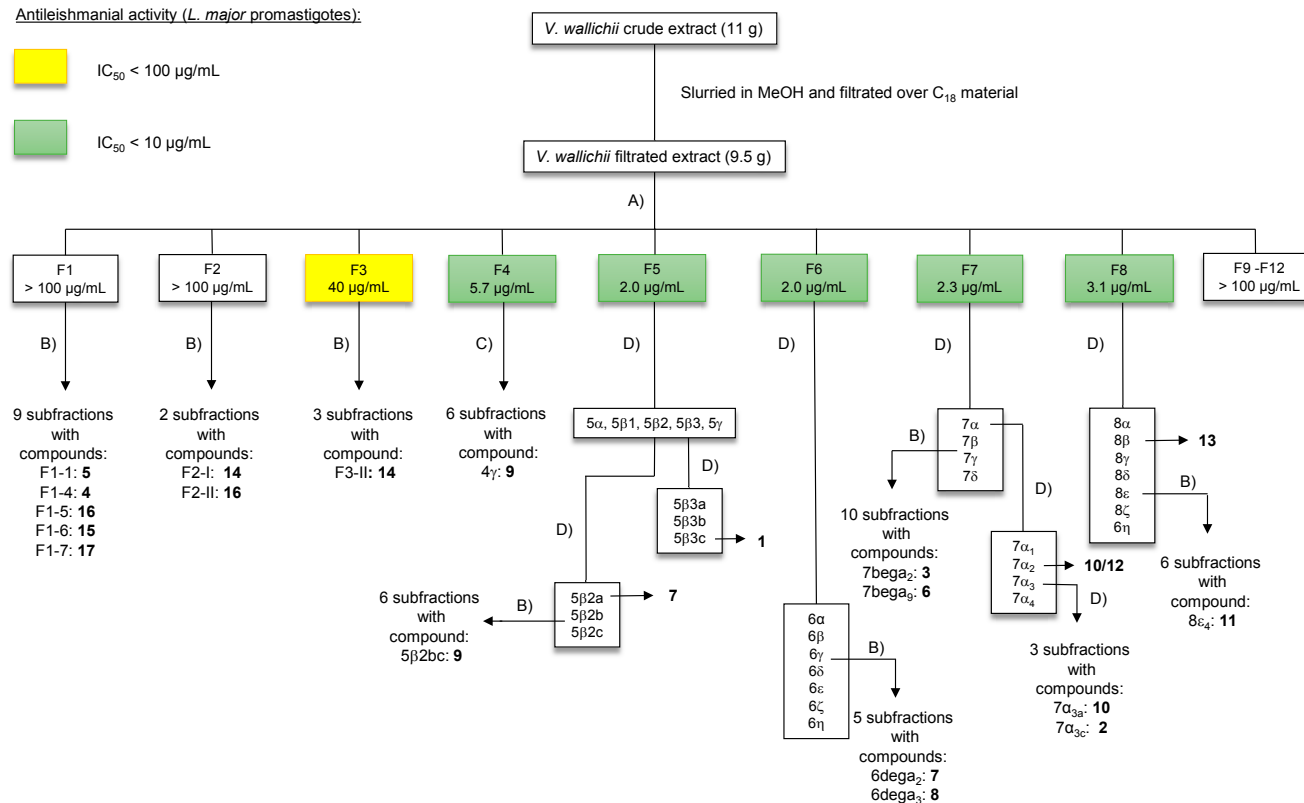 Antileishmanial activity (L. major promastigotes):
IC50 < 100 µg/mL
IC50 < 10 µg/mL
V. wallichii crude extract (11 g)
Slurried in MeOH and filtrated over C18 material
V. wallichii filtrated extract (9.5 g)
A)
F1
> 100 µg/mL
F2
> 100 µg/mL
F3
40 µg/mL
F4
5.7 µg/mL
F5
2.0 µg/mL
F6
2.0 µg/mL
F7
2.3 µg/mL
F8
3.1 µg/mL
F9 -F12
> 100 µg/mL
B)
B)
B)
C)
D)
D)
D)
D)
9 subfractions
with
compounds:
F1-1: 5
F1-4: 4
F1-5: 16
F1-6: 15
F1-7: 17
2 subfractions
with
compounds:
F2-I: 14
F2-II: 16
3 subfractions
with
compounds:
F3-II: 14
6 subfractions
with
compound:
4γ: 9
5α, 5β1, 5β2, 5β3, 5γ
D)
D)
5β3a
5β3b
5β3c
1
5β2a
5β2b
5β2c
7
B)
6 subfractions
with
compound:
5β2bc: 9
6α
6β
6γ
6δ
6ε
6ζ
6η
B)
5 subfractions
with
compounds:
6dega2: 7
6dega3: 8
7α
7β
7γ
7δ
B)
10 subfractions
with
compounds:
7bega2: 3
7bega9: 6
D)
7α1
7α2
7α3
7α4
10/12
D)
3 subfractions
with
compounds:
7α3a: 10
7α3c: 2
8α
8β
8γ
8δ
8ε
8ζ
6η
13
B)
6 subfractions
with
compound:
8ε4: 11